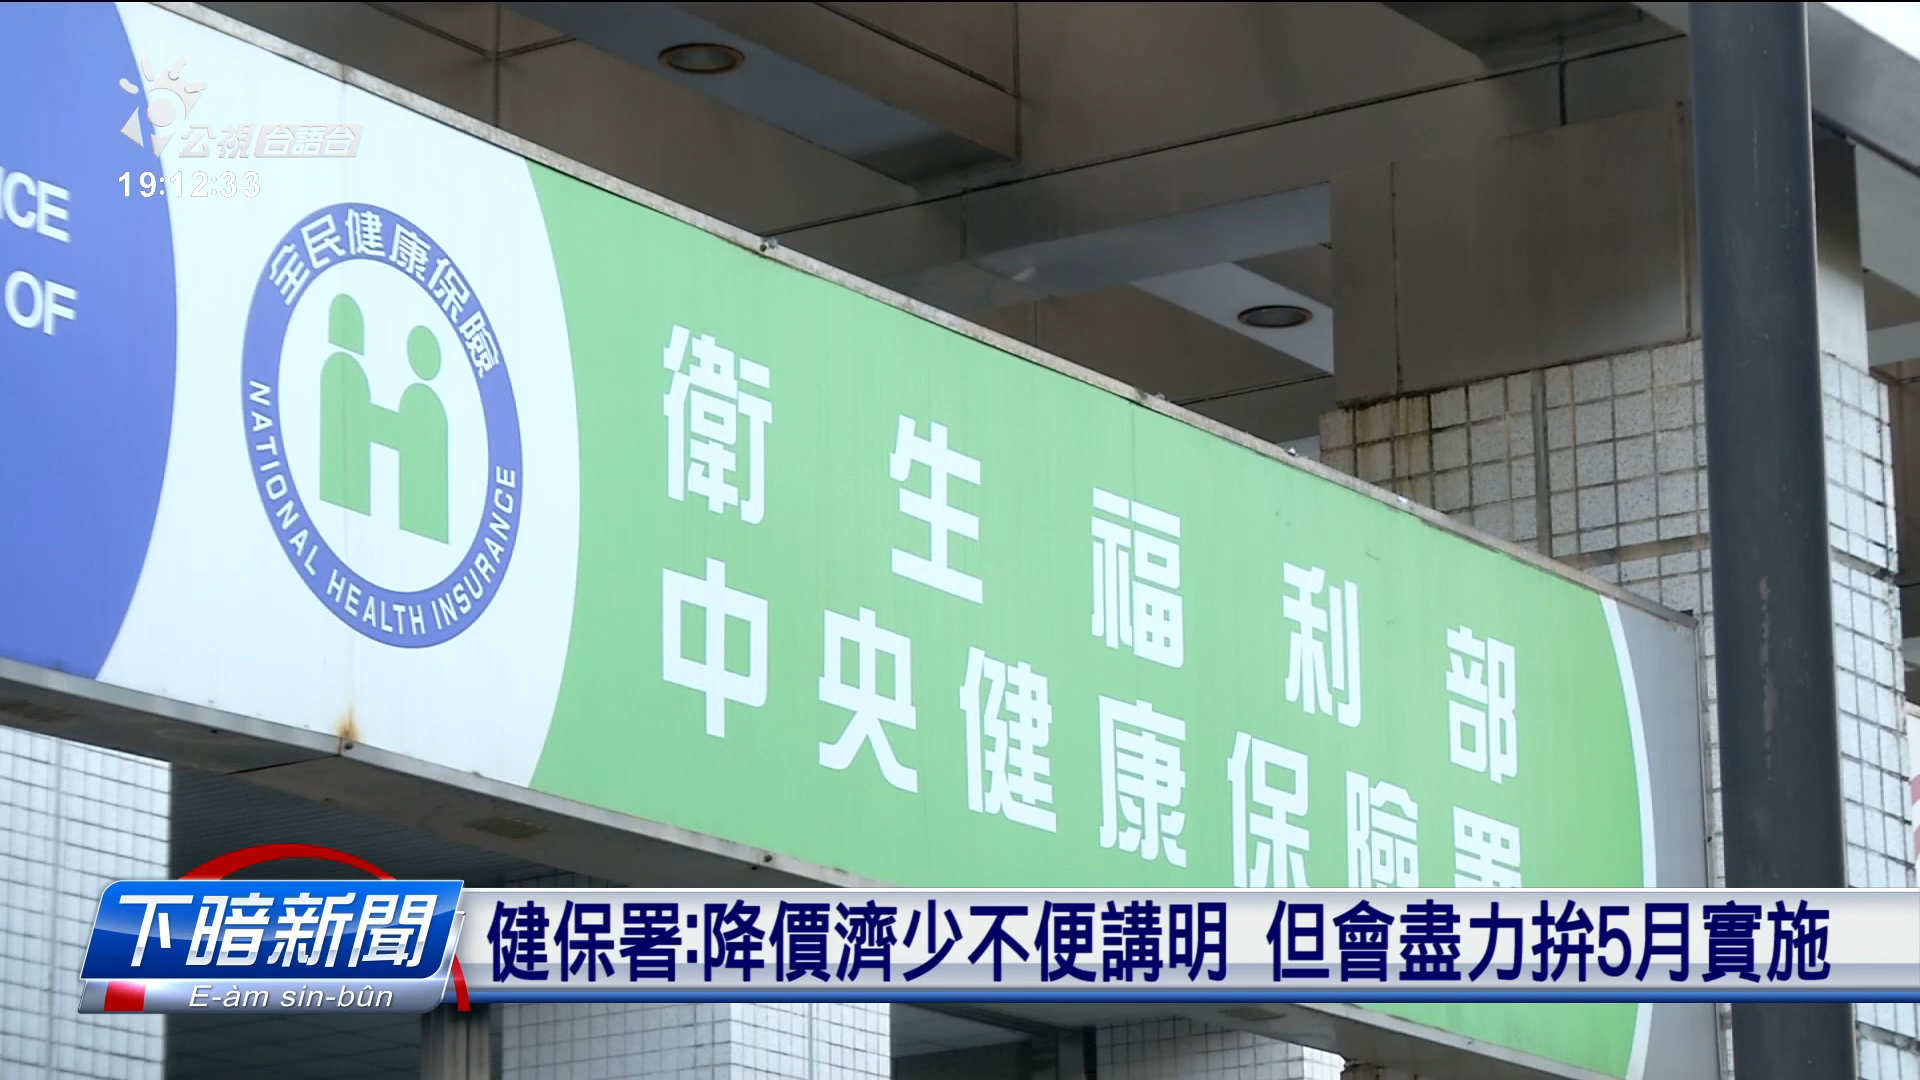 公視台語台
19:12:33
ICE
OF
全民健康保險
NATIONAL HEALTH INSURANCE
衛生福利部
中央健康保險署
下暗新聞
E-àm sin-bûn
健保署:降價濟少不便講明 但會盡力拚5月實施